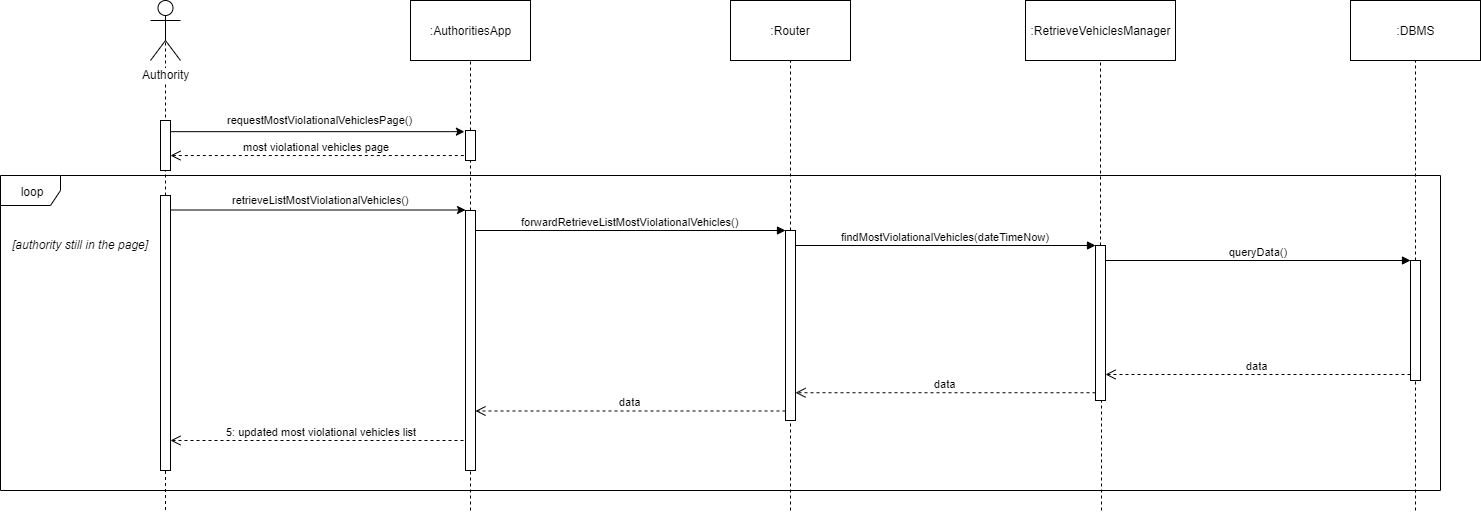 Authority
:AuthoritiesApp
:Router
:RetrieveVehiclesManager
:DBMS
requestMostViolationalVehiclesPage()
most violational vehicles page
loop
retrieveListMostViolationalVehicles()
forwardRetrieveListMostViolationalVehicles()
[authority still in the page]
findMostViolationalVehicles(dateTimeNow)
queryData()
data
data
data
5: updated most violational vehicles list